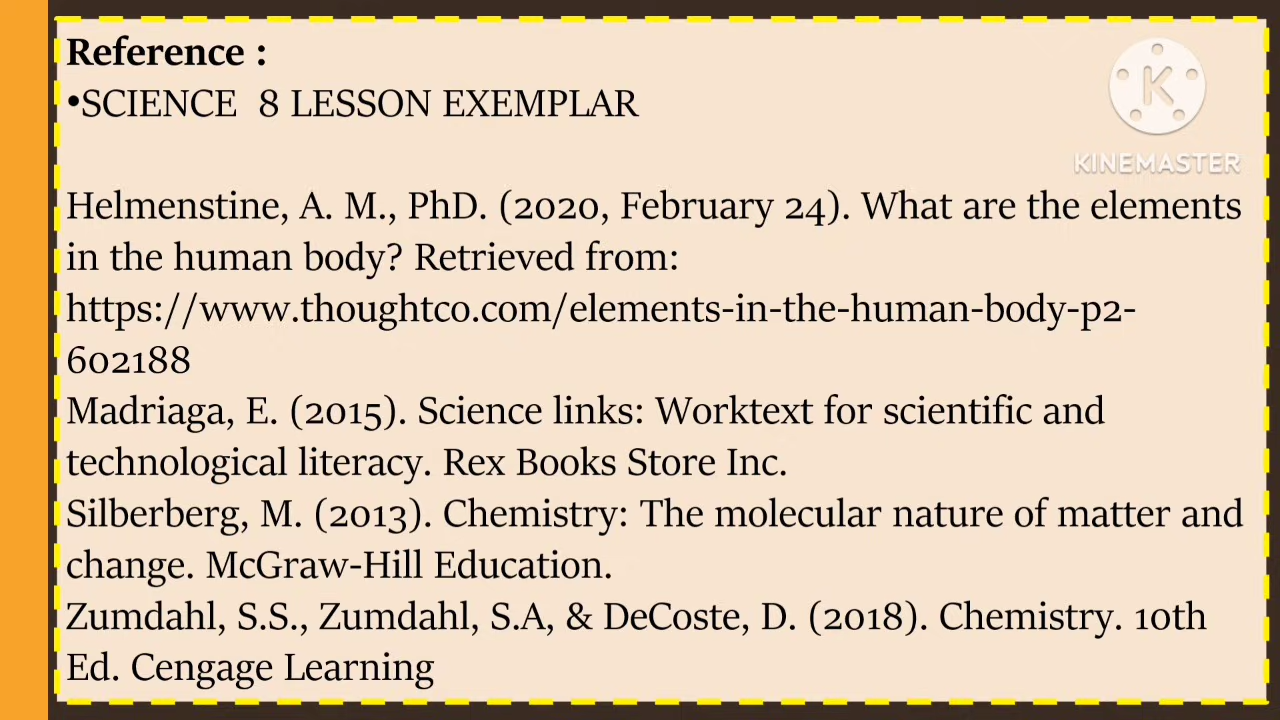 Reference :
•SCIENCE  8 LESSON EXEMPLAR
K
KINEMASTER
Helmenstine, A. M., PhD. (2020, February 24). What are the elements
in the human body? Retrieved from:
https://www.thoughtco.com/elements-in-the-human-body-p2-
602188
Madriaga, E. (2015). Science links: Worktext for scientific and
technological literacy. Rex Books Store Inc.
Silberberg, M. (2013). Chemistry: The molecular nature of matter and
change. McGraw-Hill Education.
Zumdahl, S.S., Zumdahl, S.A, & DeCoste, D. (2018). Chemistry. 10th
Ed. Cengage Learning